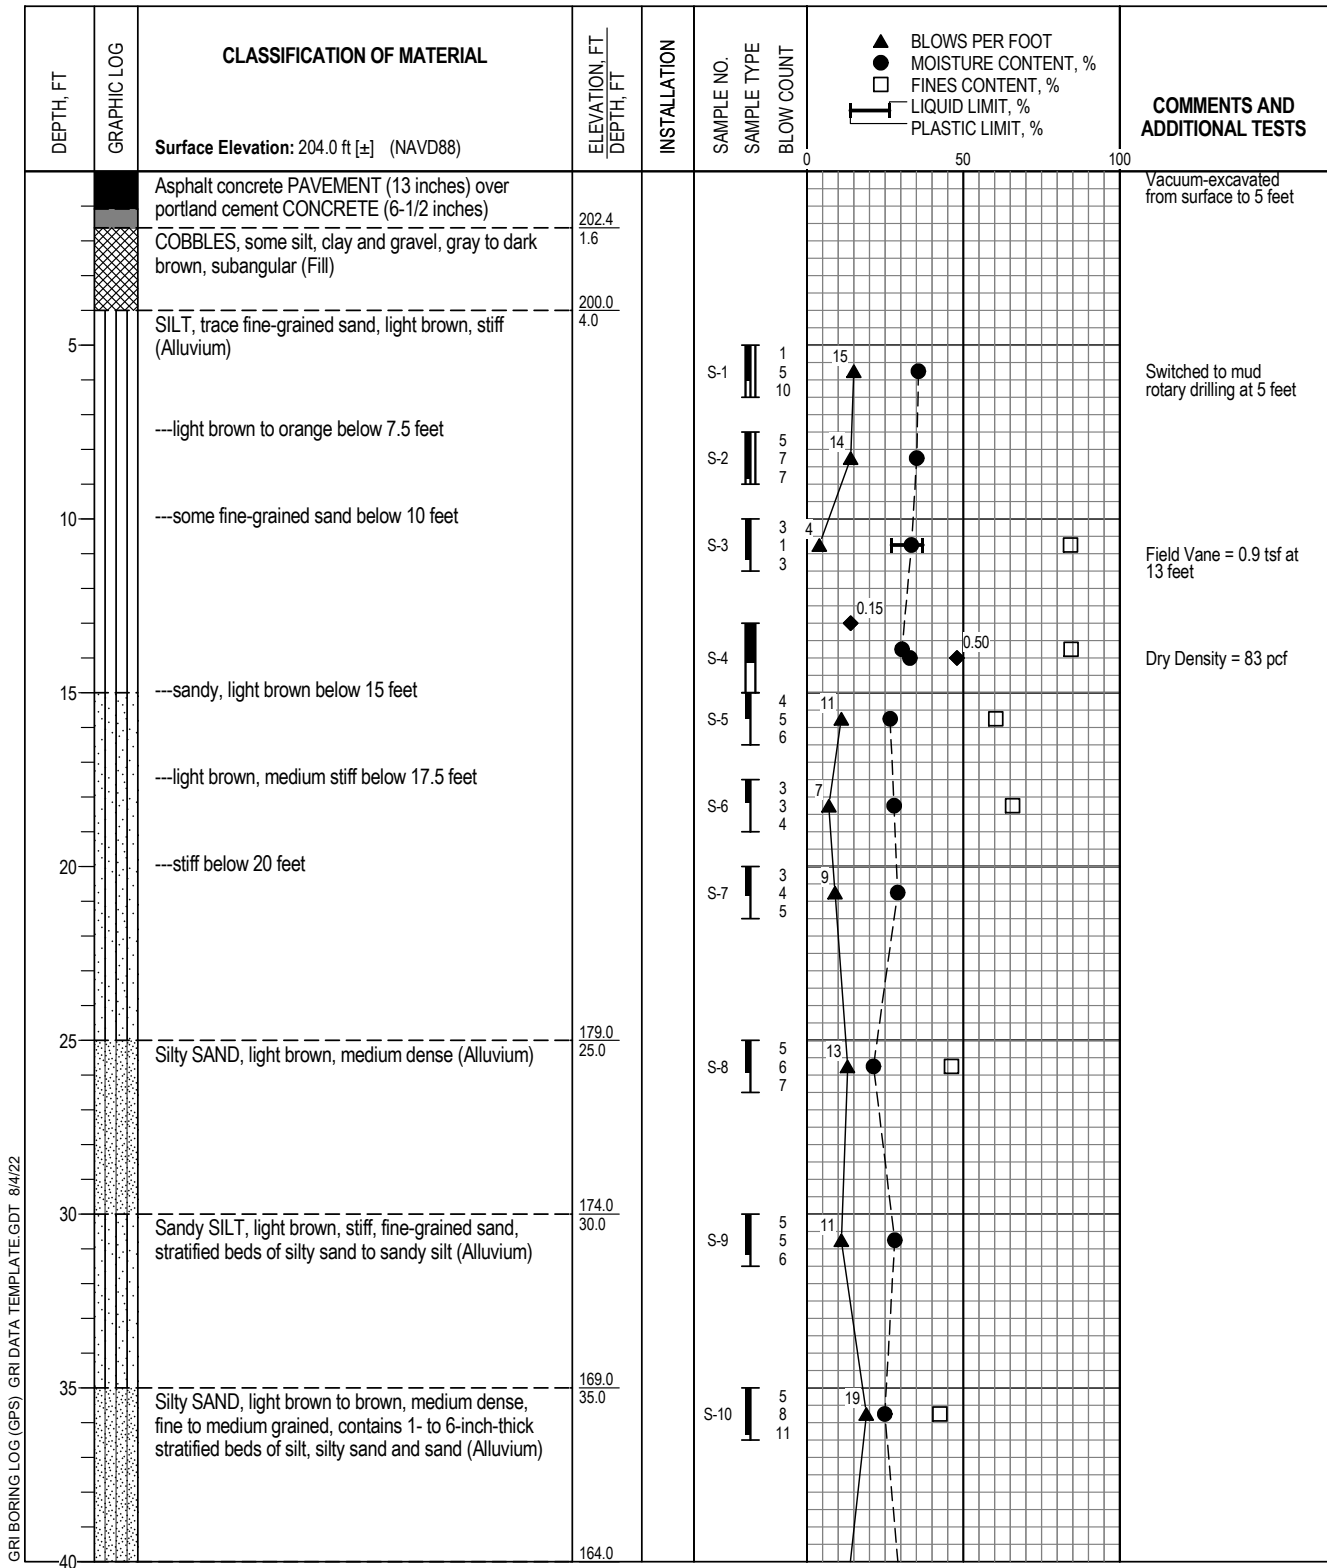 DEPTH, FT
GRAPHIC LOG
CLASSIFICATION OF MATERIAL
Surface Elevation: 204.0 ft [±] (NAVD88)
ELEVATION, FT
DEPTH, FT
INSTALLATION
SAMPLE NO.
SAMPLE TYPE
BLOW COUNT
BLOWS PER FOOT
MOISTURE CONTENT, %
FINES CONTENT, %
LIQUID LIMIT, %
PLASTIC LIMIT, %
0 50 100
COMMENTS AND
ADDITIONAL TESTS
Asphalt concrete PAVEMENT (13 inches) over
portland cement CONCRETE (6-1/2 inches)
Vacuum-excavated
from surface to 5 feet
202.4
1.6
COBBLES, some silt, clay and gravel, gray to dark
brown, subangular (Fill)
200.0
4.0
SILT, trace fine-grained sand, light brown, stiff
(Alluvium)
5
S-1
1
5
10
15
Switched to mud
rotary drilling at 5 feet
---light brown to orange below 7.5 feet
S-2
5
7
7
14
10
---some fine-grained sand below 10 feet
S-3
3
1
3
4
Field Vane = 0.9 tsf at
13 feet
0.15
S-4
0.50
Dry Density = 83 pcf
15
---sandy, light brown below 15 feet
S-5
4
5
6
11
---light brown, medium stiff below 17.5 feet
S-6
3
3
4
7
20
---stiff below 20 feet
S-7
3
4
5
9
179.0
25
25.0
Silty SAND, light brown, medium dense (Alluvium)
S-8
5
6
7
13
174.0
30
30.0
Sandy SILT, light brown, stiff, fine-grained sand,
stratified beds of silty sand to sandy silt (Alluvium)
S-9
5
5
6
11
169.0
35
35.0
Silty SAND, light brown to brown, medium dense,
fine to medium grained, contains 1- to 6-inch-thick
stratified beds of silt, silty sand and sand (Alluvium)
S-10
5
8
11
19
40
164.0
GRI BORING LOG (GPS) GRI DATA TEMPLATE.GDT 8/4/22